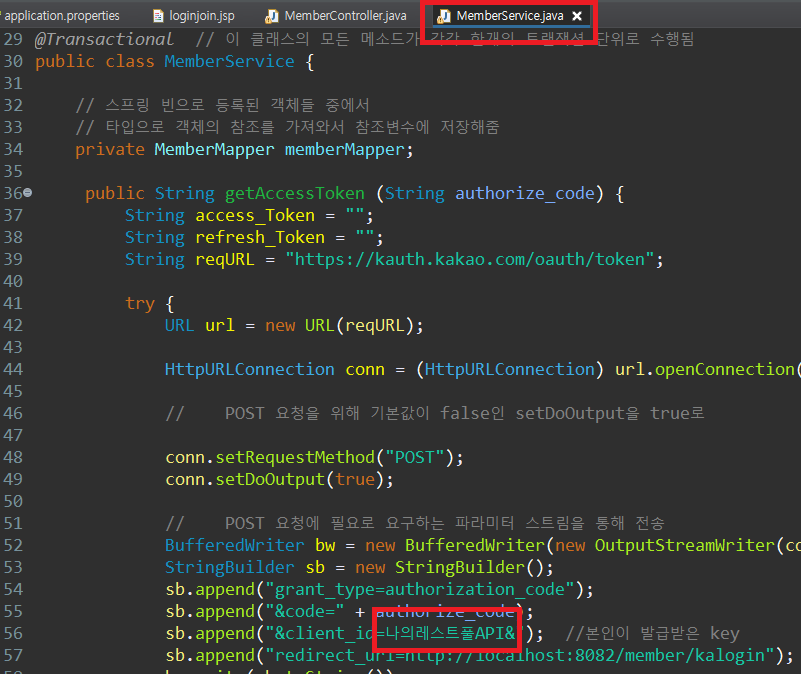 application.properties loginjoin.jsp MemberController.java MemberService.java
29 @Transactional // 이 클래스의 모든 메소드가 각각 한개의 트랜잭션 단위로 수행됨
30 public class MemberService {
31
32 // 스프링 빈으로 등록된 객체들 중에서
33 // 타입으로 객체의 참조를 가져와서 참조변수에 저장해줌
34 private MemberMapper memberMapper;
35
36 public String getAccessToken (String authorize_code) {
37 String access_Token = "";
38 String refresh_Token = "";
39 String reqURL = "https://kauth.kakao.com/oauth/token";
40
41 try {
42 URL url = new URL(reqURL);
43
44 HttpURLConnection conn = (HttpURLConnection) url.openConnection(
45
46 // POST 요청을 위해 기본값이 false인 setDoOutput을 true로
47
48 conn.setRequestMethod("POST");
49 conn.setDoOutput(true);
50
51 // POST 요청에 필요로 요구하는 파라미터 스트림을 통해 전송
52 BufferedWriter bw = new BufferedWriter(new OutputStreamWriter(co
53 StringBuilder sb = new StringBuilder();
54 sb.append("grant_type=authorization_code");
55 sb.append("&code=" + authorize_code);
56 sb.append("&client_id=나의레스트풀API&"); //본인이 발급받은 key
57 sb.append("redirect_uri=http://localhost:8082/member/kalogin");